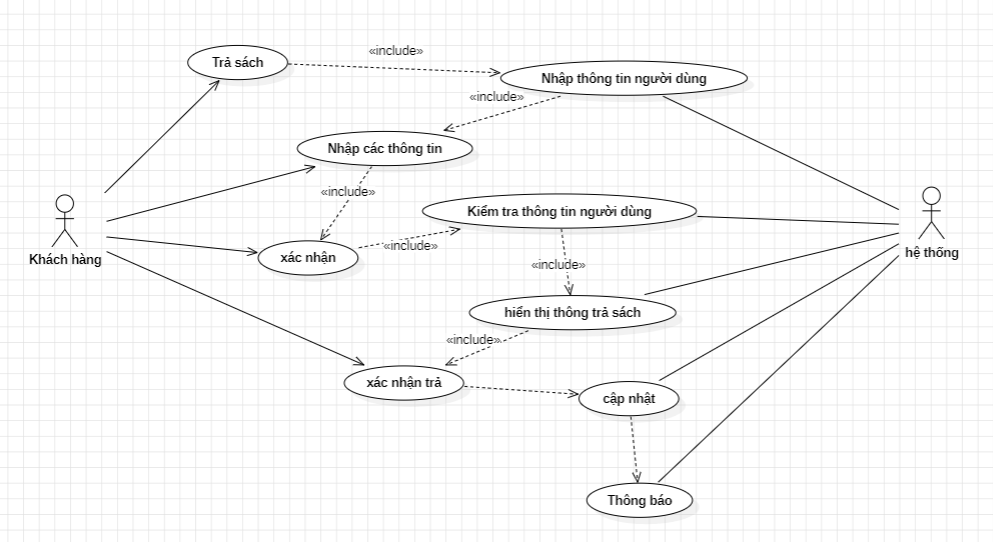 Trả sách
«include»
Nhập thông tin người dùng
«include»
Nhập các thông tin
«include»
Kiểm tra thông tin người dùng
«include»
xác nhận
Khách hàng
hệ thống
«include»
hiển thị thông trả sách
«include»
xác nhận trả
cập nhật
Thông báo